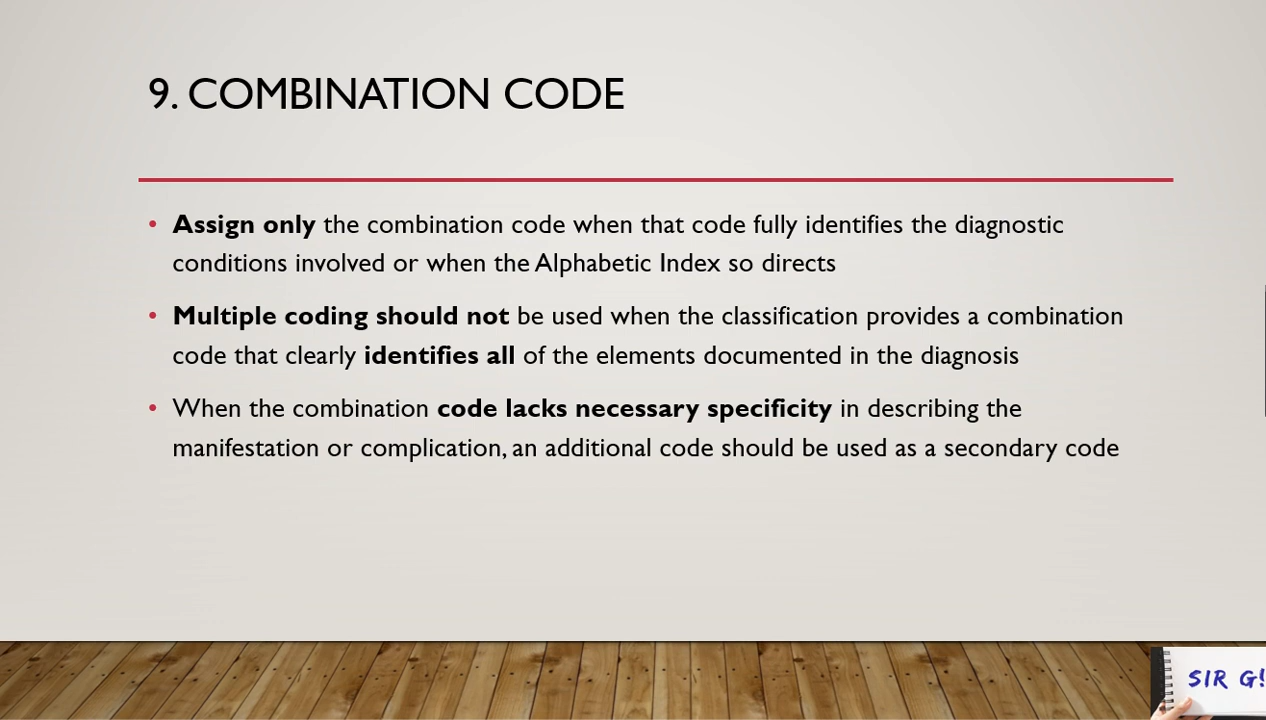 9. COMBINATION CODE
• Assign only the combination code when that code fully identifies the diagnostic
conditions involved or when the Alphabetic Index so directs
• Multiple coding should not be used when the classification provides a combination
code that clearly identifies all of the elements documented in the diagnosis
• When the combination code lacks necessary specificity in describing the
manifestation or complication, an additional code should be used as a secondary code
SIR G!